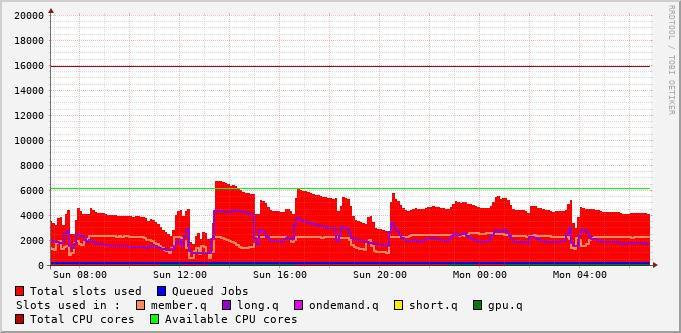 20000
18000
16000
14000
12000
10000
8000
6000
4000
2000
0
Sun 08:00 Sun 12:00 Sun 16:00 Sun 20:00 Mon 00:00 Mon 04:00
RRDTOOL / TOBI OETIKER
Total slots used Queued Jobs
Slots used in : member.q long.q ondemand.q short.q gpu.q
Total CPU cores Available CPU cores